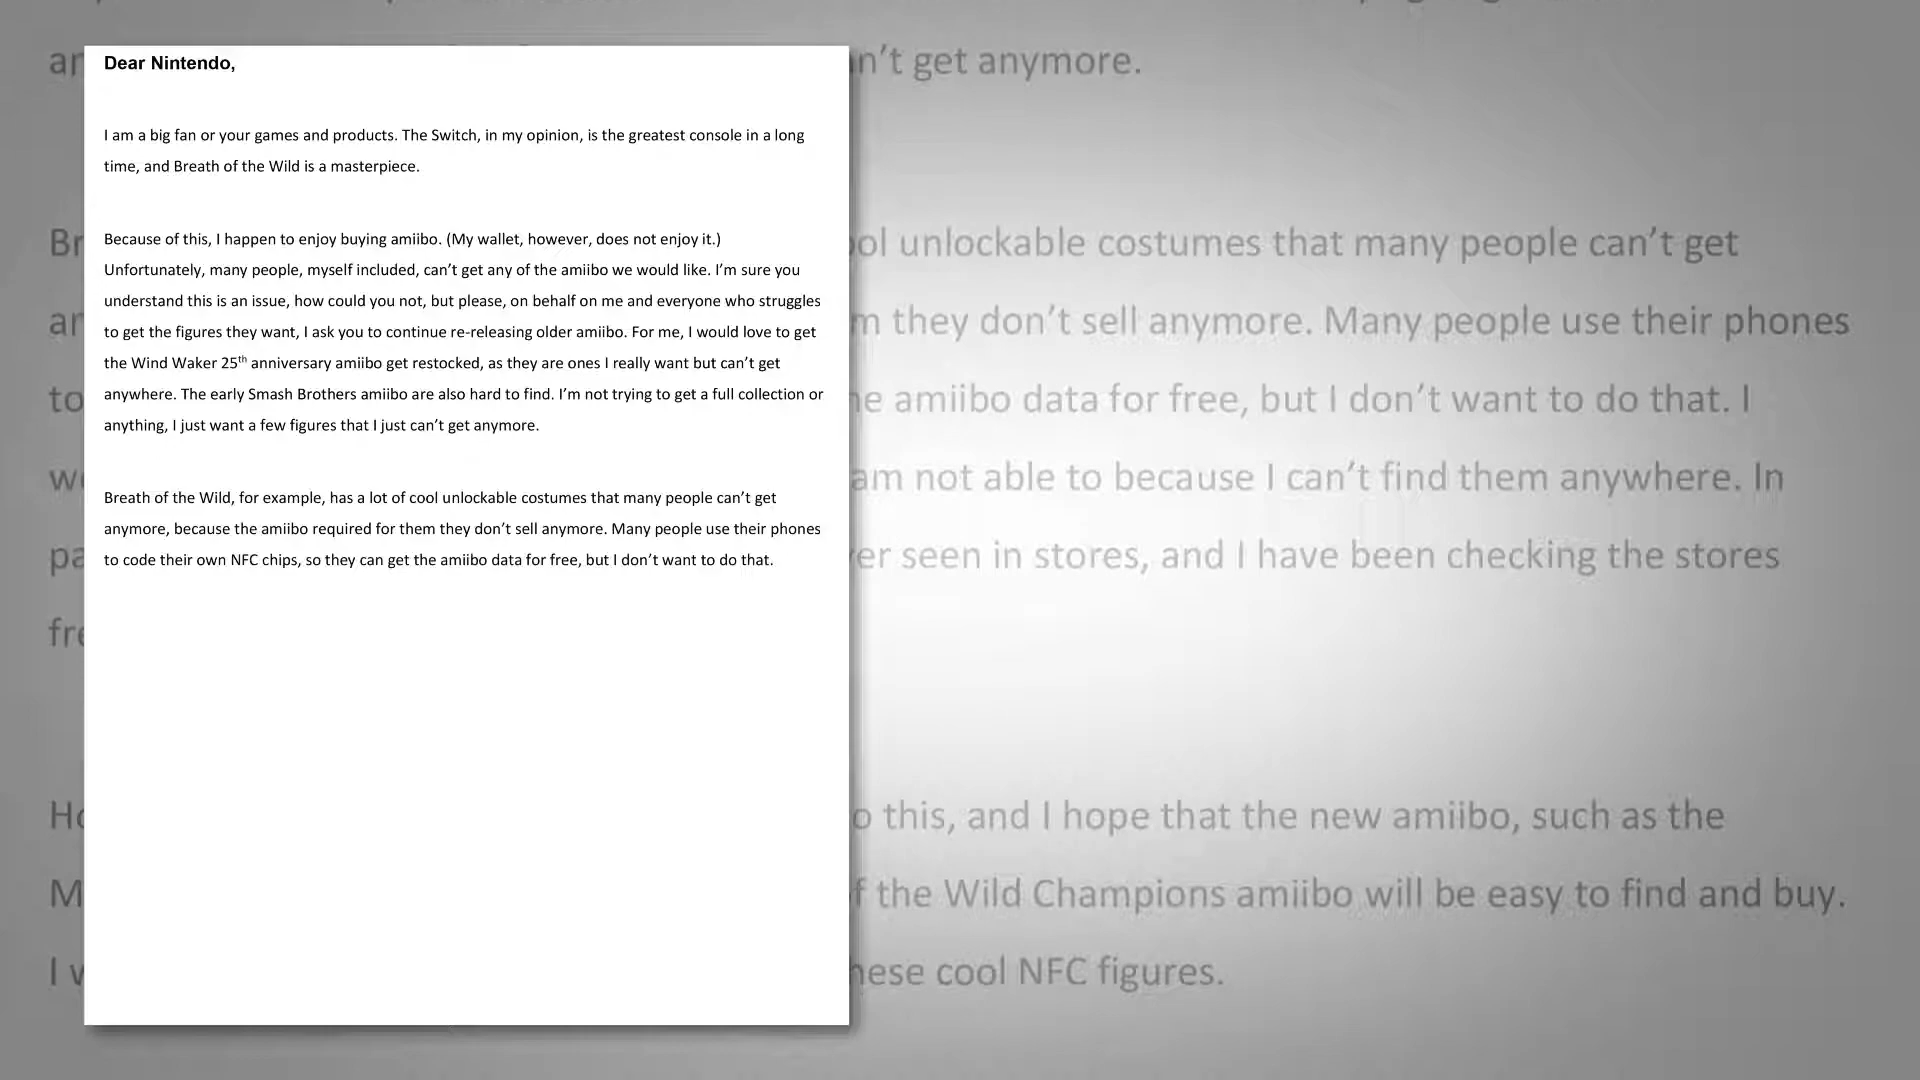 Dear Nintendo,
I am a big fan or your games and products. The Switch, in my opinion, is the greatest console in a long
time, and Breath of the Wild is a masterpiece.
Because of this, I happen to enjoy buying amiibo. (My wallet, however, does not enjoy it.)
Unfortunately, many people, myself included, can’t get any of the amiibo we would like. I’m sure you
understand this is an issue, how could you not, but please, on behalf on me and everyone who struggles
to get the figures they want, I ask you to continue re-releasing older amiibo. For me, I would love to get
the Wind Waker 25th anniversary amiibo get restocked, as they are ones I really want but can’t get
anywhere. The early Smash Brothers amiibo are also hard to find. I’m not trying to get a full collection or
anything, I just want a few figures that I just can’t get anymore.
Breath of the Wild, for example, has a lot of cool unlockable costumes that many people can’t get
anymore, because the amiibo required for them they don’t sell anymore. Many people use their phones
to code their own NFC chips, so they can get the amiibo data for free, but I don’t want to do that.
n’t get anymore.
ol unlockable costumes that many people can’t get
m they don’t sell anymore. Many people use their phones
to
e amiibo data for free, but I don’t want to do that. I
am not able to because I can’t find them anywhere. In
er seen in stores, and I have been checking the stores
o this, and I hope that the new amiibo, such as the
f the Wild Champions amiibo will be easy to find and buy.
I
hese cool NFC figures.